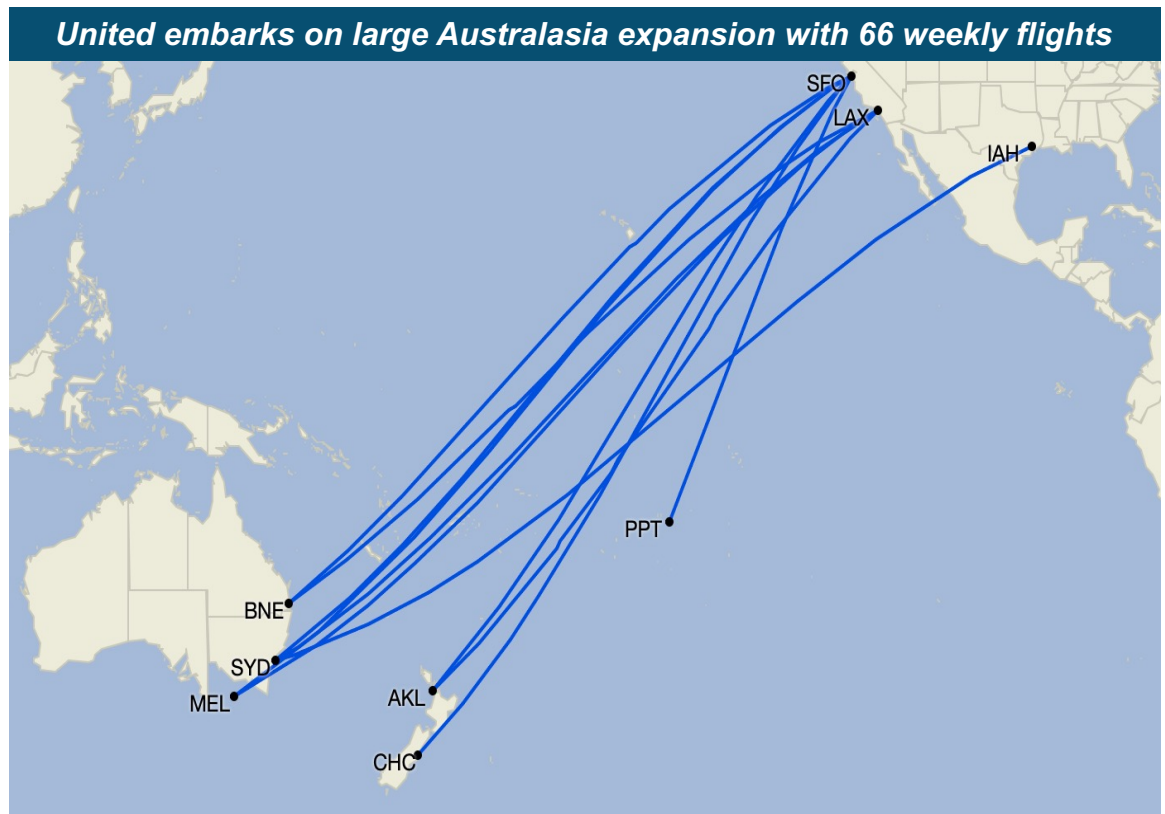 United embarks on large Australasia expansion with 66 weekly flights
SFO
LAX
IAH
PPT
BNE
SYD
MEL
AKL
CHC